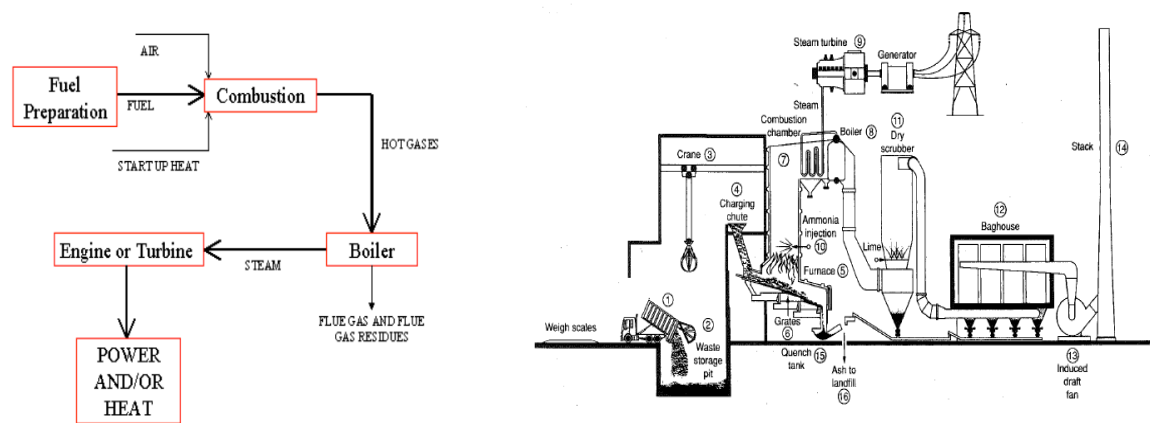 AIR
Fuel
Preparation
FUEL
Combustion
START UP HEAT
HOT GASES
Engine or Turbine
STEAM
Boiler
FLUE GAS AND FLUE
GAS RESIDUES
POWER
AND/OR
HEAT
Steam turbine ⑨
Generator
Steam
Combustion
chamber
⑦
Boiler ⑧
⑪
Dry
scrubber
Stack ⑭
Crane ③
④
Charging
chute
Ammonia
injection
⑩
Lime
⑫
Baghouse
Furnace ⑤
①
②
Waste
storage
pit
Weigh scales
Grates
⑥
Quench ⑮
tank
Ash to
landfill
⑯
⑬
Induced
draft
fan